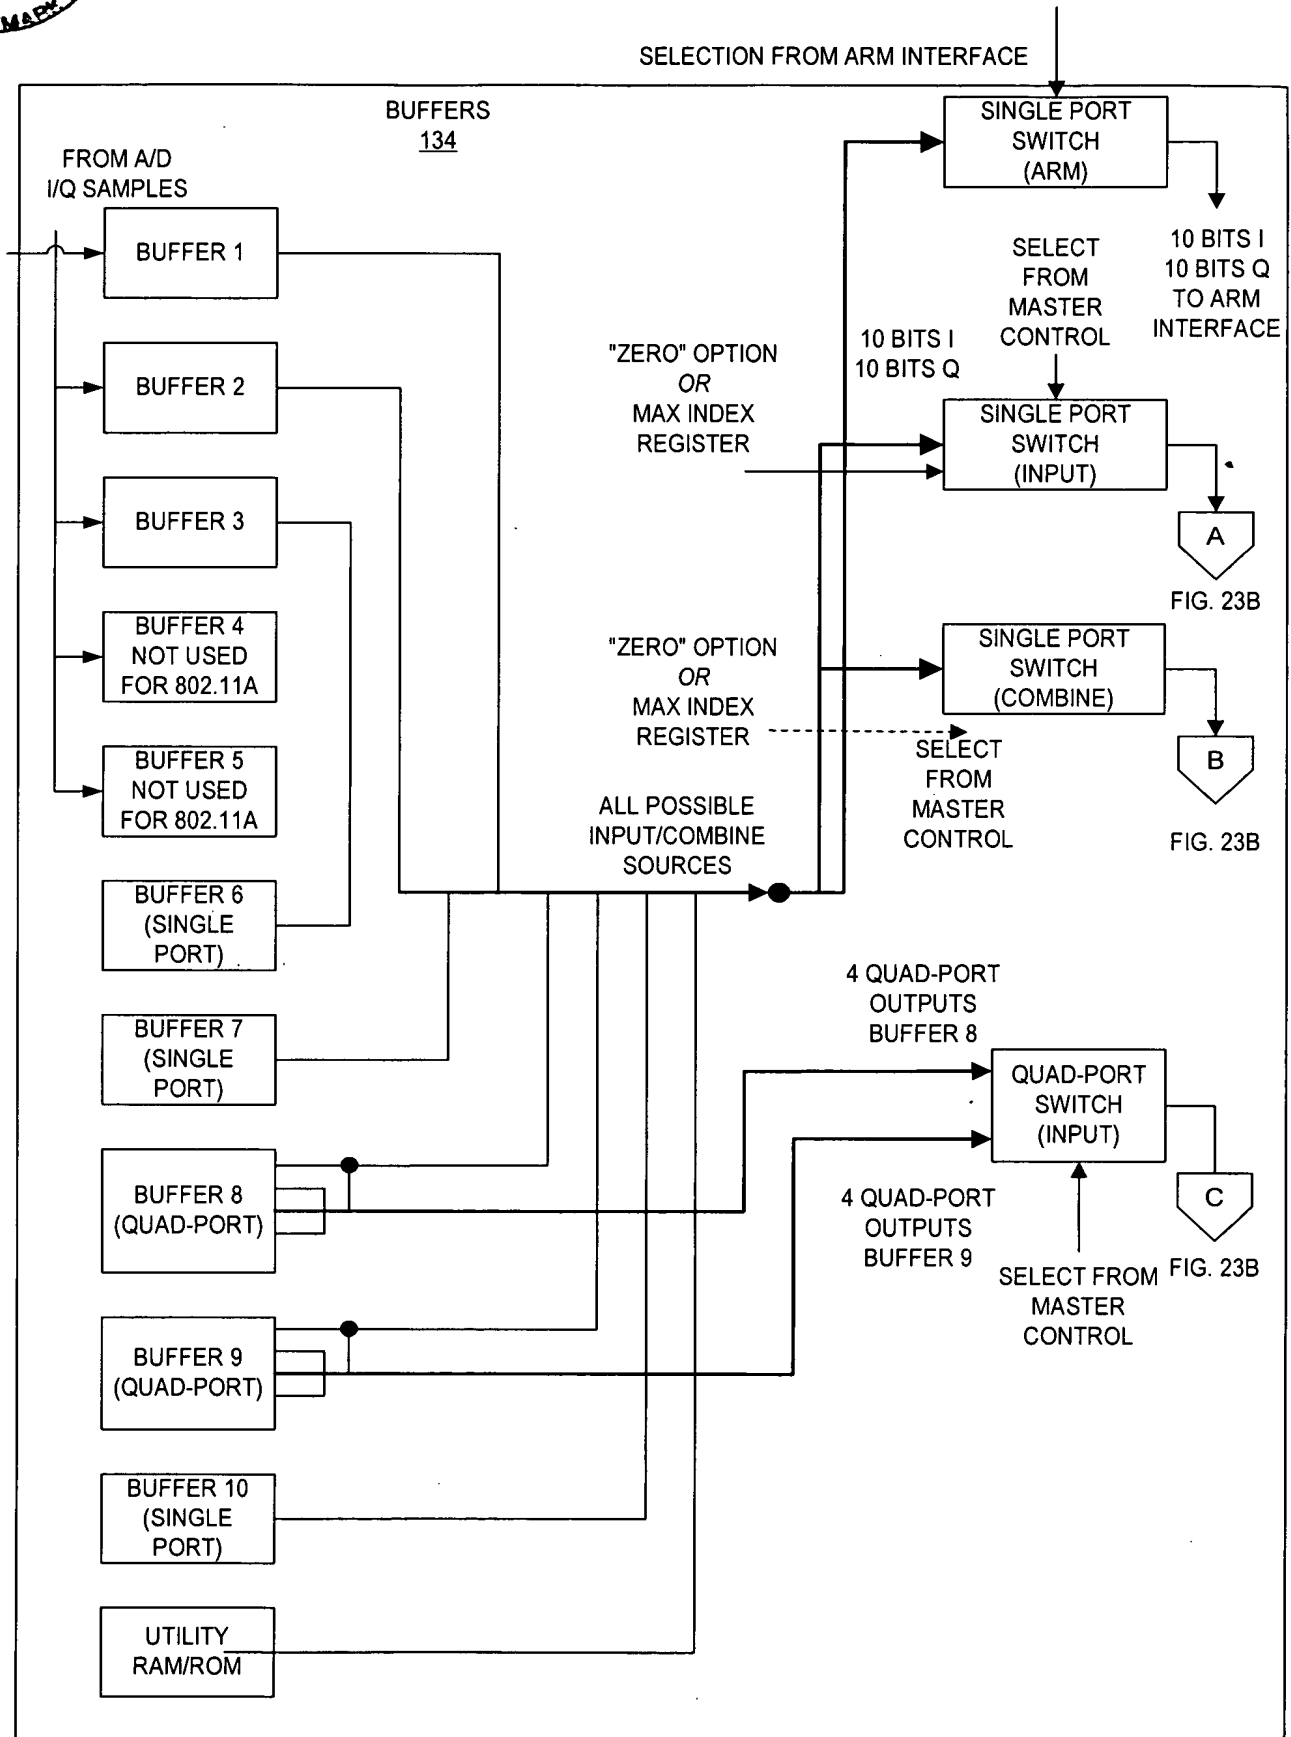 MARK
SELECTION FROM ARM INTERFACE
BUFFERS
134
FROM A/D
I/Q SAMPLES
BUFFER 1
BUFFER 2
BUFFER 3
BUFFER 4
NOT USED
FOR 802.11A
BUFFER 5
NOT USED
FOR 802.11A
BUFFER 6
(SINGLE
PORT)
BUFFER 7
(SINGLE
PORT)
BUFFER 8
(QUAD-PORT)
BUFFER 9
(QUAD-PORT)
BUFFER 10
(SINGLE
PORT)
UTILITY
RAM/ROM
"ZERO" OPTION
OR
MAX INDEX
REGISTER
"ZERO" OPTION
OR
MAX INDEX
REGISTER
ALL POSSIBLE
INPUT/COMBINE
SOURCES
SINGLE PORT
SWITCH
(ARM)
10 BITS I
10 BITS Q
TO ARM
INTERFACE
SELECT
FROM
MASTER
CONTROL
10 BITS I
10 BITS Q
SINGLE PORT
SWITCH
(INPUT)
A
FIG. 23B
SINGLE PORT
SWITCH
(COMBINE)
SELECT
FROM
MASTER
CONTROL
B
FIG. 23B
4 QUAD-PORT
OUTPUTS
BUFFER 8
QUAD-PORT
SWITCH
(INPUT)
4 QUAD-PORT
OUTPUTS
BUFFER 9
C
FIG. 23B
SELECT FROM
MASTER
CONTROL